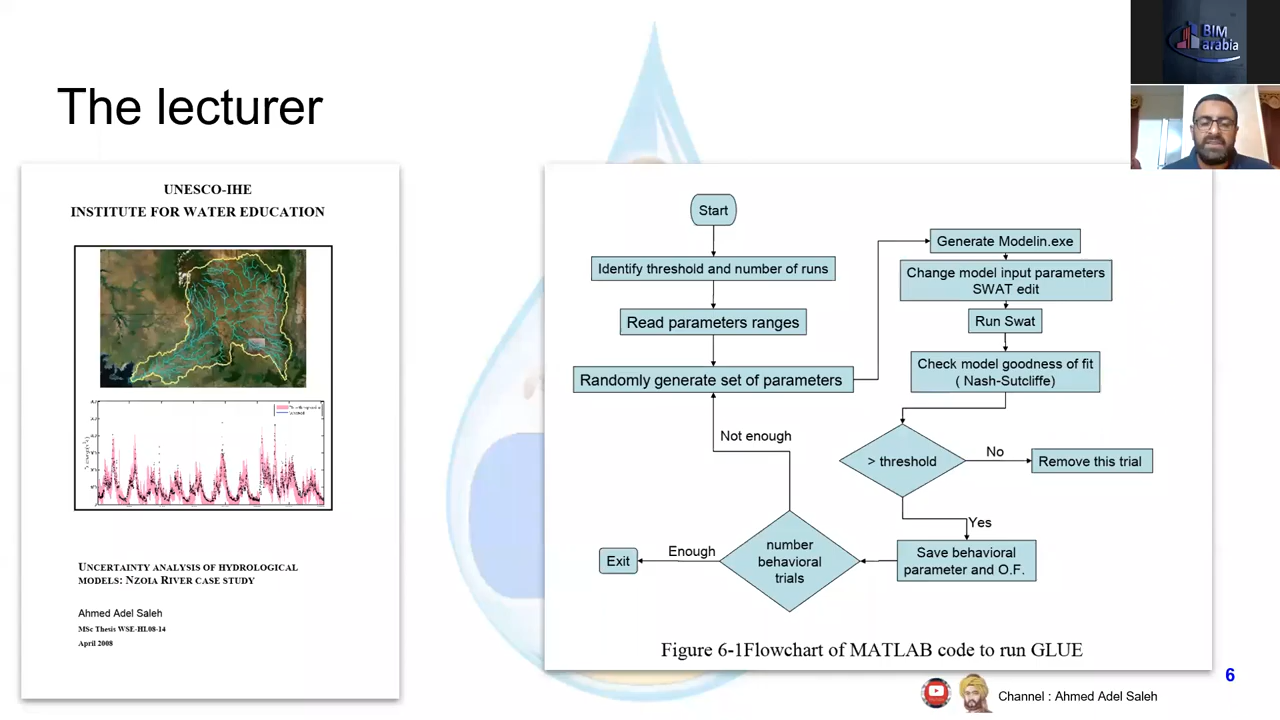 The lecturer
UNESCO-IHE
INSTITUTE FOR WATER EDUCATION
UNCERTAINTY ANALYSIS OF HYDROLOGICAL
MODELS: NZOIA RIVER CASE STUDY
Ahmed Adel Saleh
MSc Thesis WSE-HI.08-14
April 2008
Start
Identify threshold and number of runs
Read parameters ranges
Randomly generate set of parameters
Generate Modelin.exe
Change model input parameters
SWAT edit
Run Swat
Check model goodness of fit
( Nash-Sutcliffe)
> threshold
No
Remove this trial
Yes
Save behavioral
parameter and O.F.
number
behavioral
trials
Not enough
Enough
Exit
Figure 6-1Flowchart of MATLAB code to run GLUE
Channel : Ahmed Adel Saleh
6
BIM
arabia